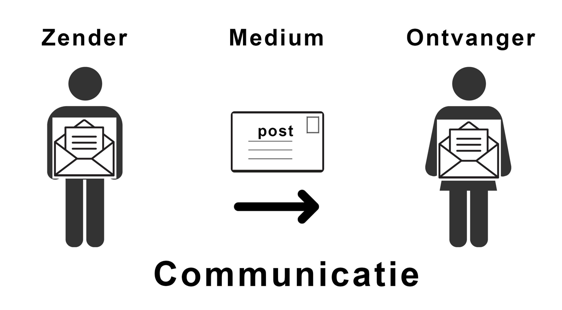 Zender Medium Ontvanger
post
Communicatie